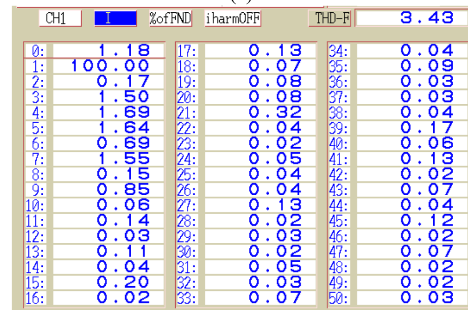 CH1 I %ofFND iharmOFF THD-F 3.43
0: 1.18 17: 0.13 34: 0.04
1: 100.00 18: 0.07 35: 0.09
2: 0.17 19: 0.08 36: 0.03
3: 1.50 20: 0.08 37: 0.03
4: 1.69 21: 0.32 38: 0.04
5: 1.64 22: 0.04 39: 0.17
6: 0.69 23: 0.02 40: 0.06
7: 1.55 24: 0.05 41: 0.13
8: 0.15 25: 0.04 42: 0.02
9: 0.85 26: 0.04 43: 0.07
10: 0.06 27: 0.13 44: 0.04
11: 0.14 28: 0.02 45: 0.12
12: 0.03 29: 0.03 46: 0.02
13: 0.11 30: 0.02 47: 0.07
14: 0.04 31: 0.05 48: 0.02
15: 0.20 32: 0.03 49: 0.02
16: 0.02 33: 0.07 50: 0.03